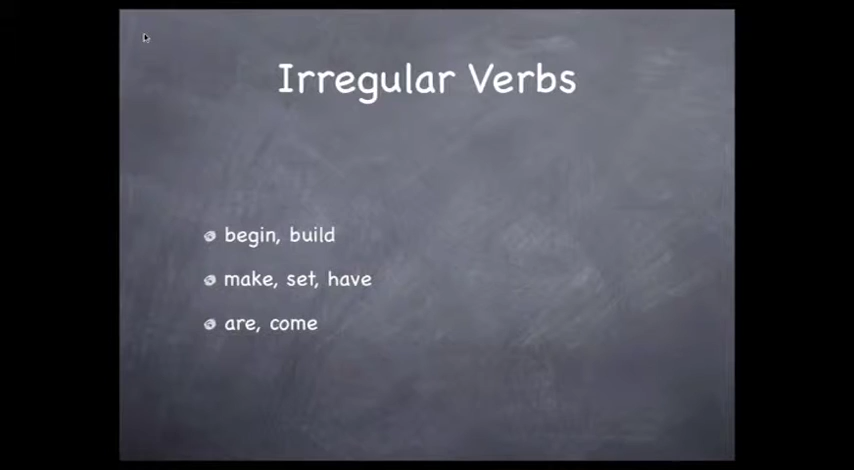 Irregular Verbs
begin, build
make, set, have
are, come